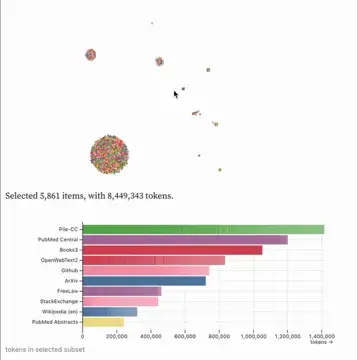 Selected 5,861 items, with 8,449,343 tokens.
Pile-CC
PubMed Central
Books3
OpenWebText2
Github
ArXiv
FreeLaw
StackExchange
Wikipedia (en)
PubMed Abstracts
0 200,000 400,000 600,000 800,000 1,000,000 1,200,000 1,400,000
tokens →
tokens in selected subset